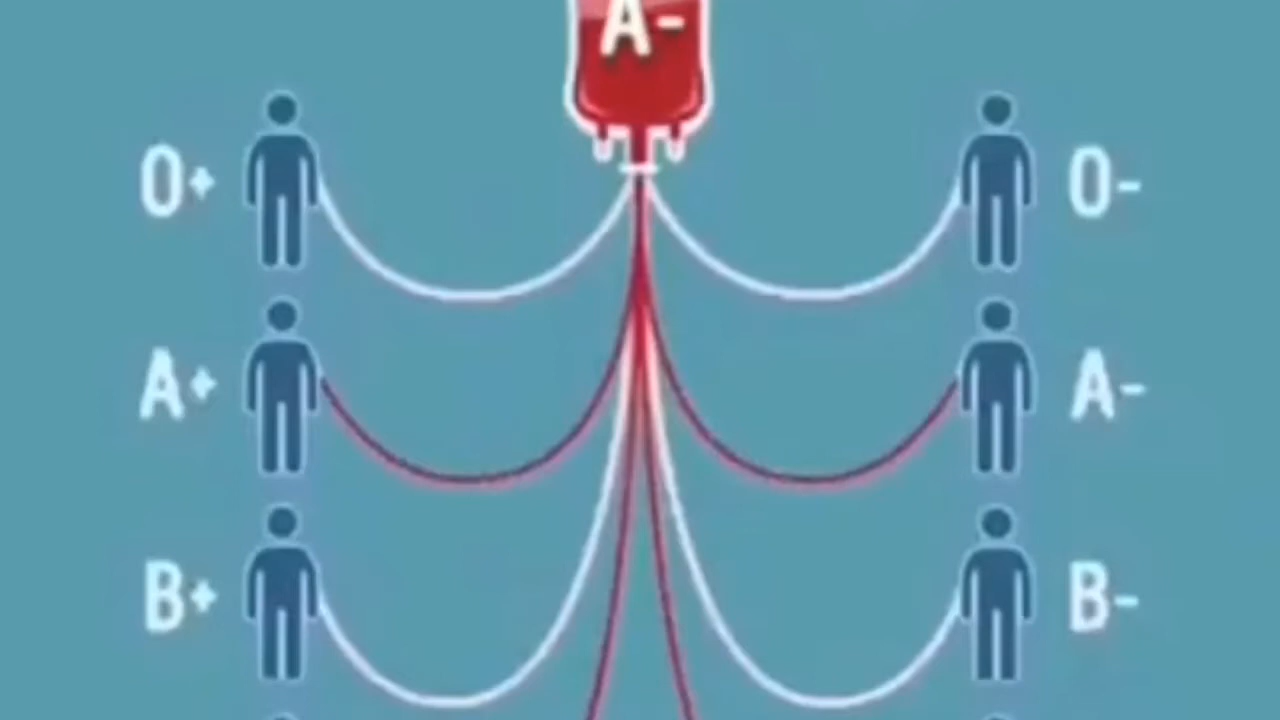 A-
O+ O-
A+ A-
B+ B-